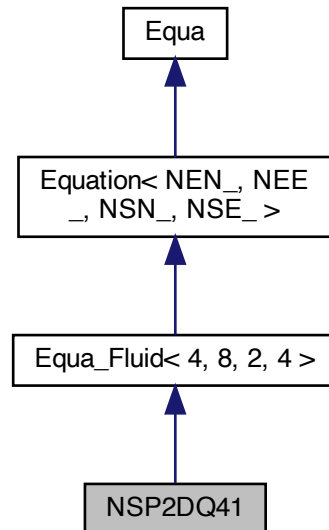 Equa
Equation< NEN_, NEE
_, NSN_, NSE_ >
Equa_Fluid< 4, 8, 2, 4 >
NSP2DQ41